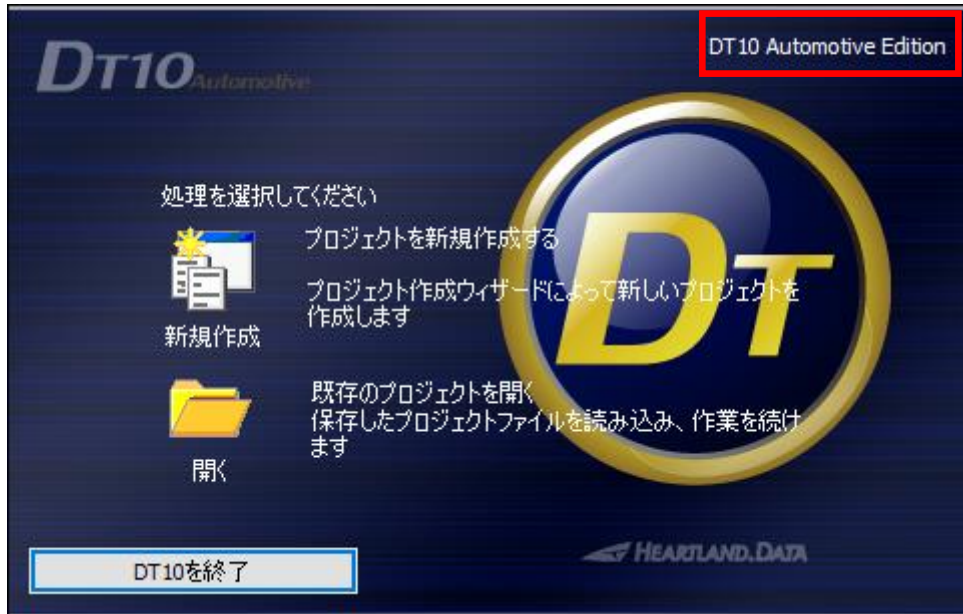 DT10 Automotive
DT10 Automotive Edition
処理を選択してください
プロジェクトを新規作成する
プロジェクト作成ウィザードによって新しいプロジェクトを
作成します
新規作成
既存のプロジェクトを開く
保存したプロジェクトファイルを読み込み、作業を続け
ます
開く
DT
HEARTLAND.DATA
DT10を終了